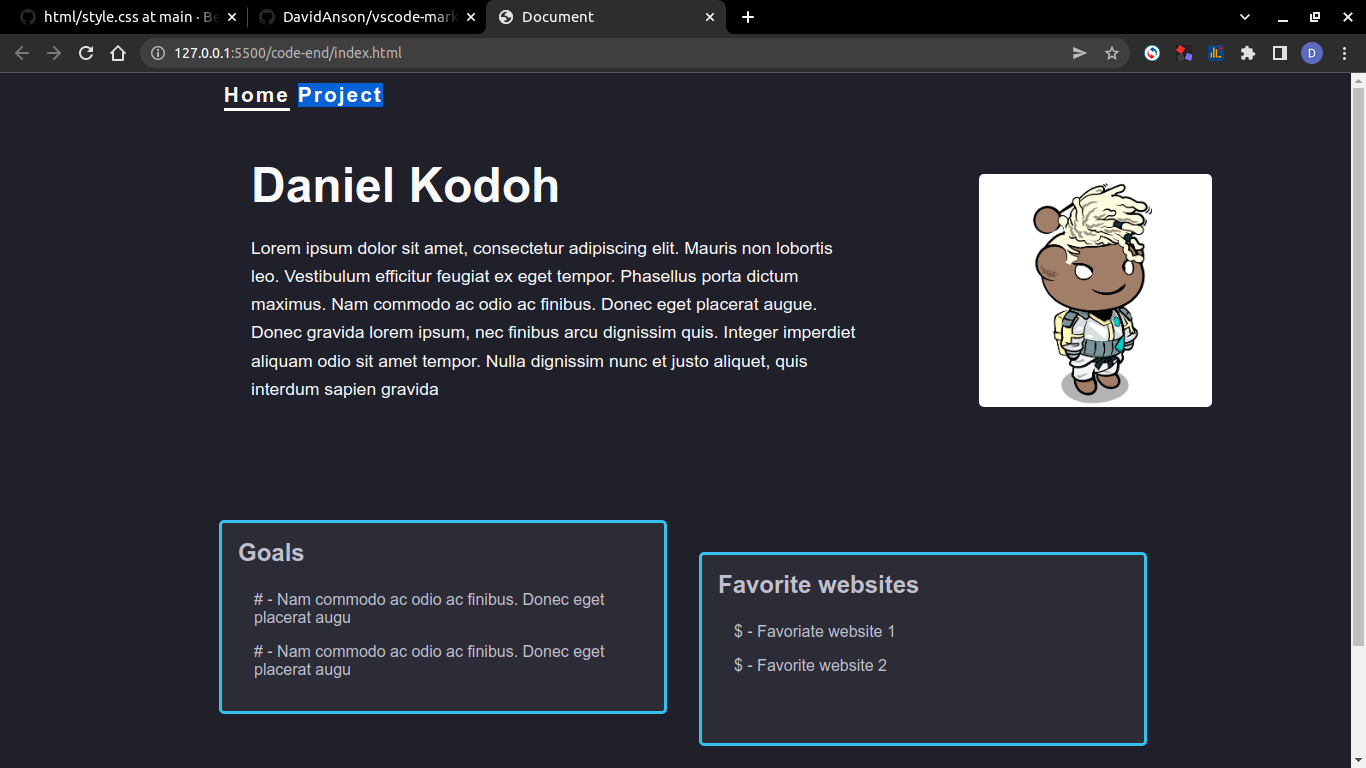 html/style.css at main · Be
DavidAnson/vscode-mark
Document
127.0.0.1:5500/code-end/index.html
D
Home Project
Daniel Kodoh
Lorem ipsum dolor sit amet, consectetur adipiscing elit. Mauris non lobortis
leo. Vestibulum efficitur feugiat ex eget tempor. Phasellus porta dictum
maximus. Nam commodo ac odio ac finibus. Donec eget placerat augue.
Donec gravida lorem ipsum, nec finibus arcu dignissim quis. Integer imperdiet
aliquam odio sit amet tempor. Nulla dignissim nunc et justo aliquet, quis
interdum sapien gravida
Goals
# - Nam commodo ac odio ac finibus. Donec eget
placerat augu
# - Nam commodo ac odio ac finibus. Donec eget
placerat augu
Favorite websites
$ - Favoriate website 1
$ - Favorite website 2